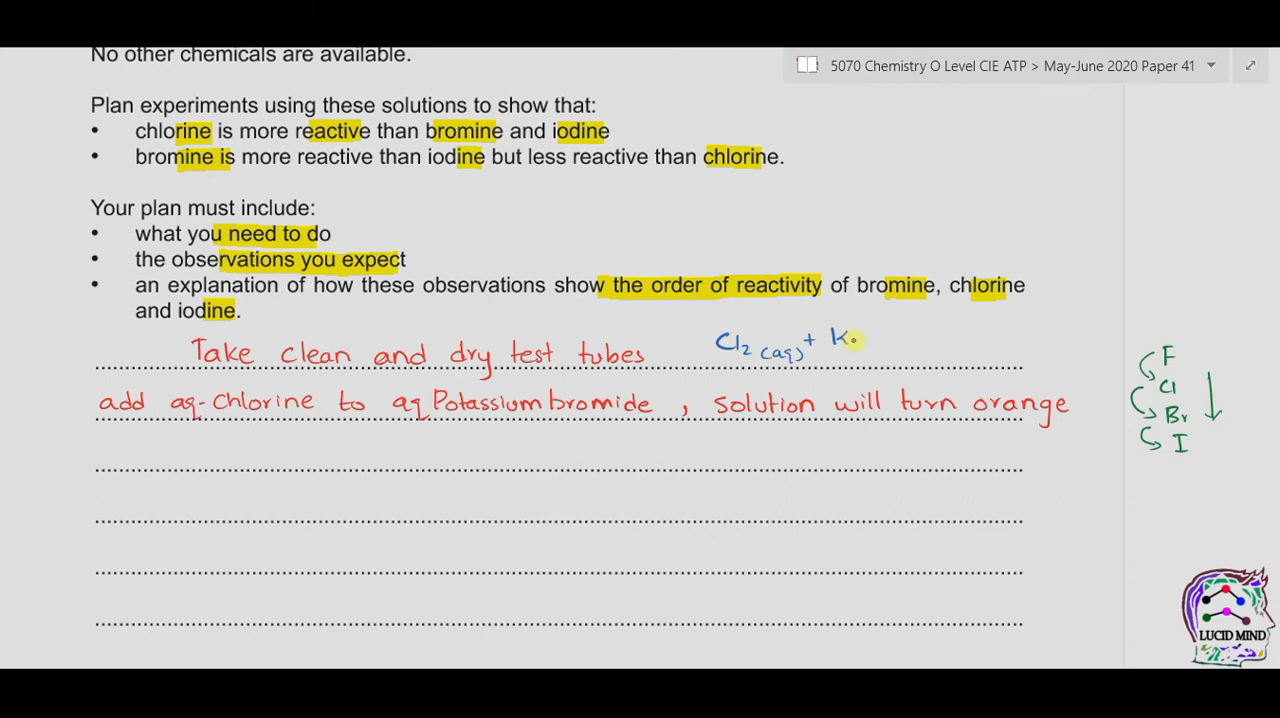 No other chemicals are available.
5070 Chemistry O Level CIE ATP > May-June 2020 Paper 41
Plan experiments using these solutions to show that:
• chlorine is more reactive than bromine and iodine
• bromine is more reactive than iodine but less reactive than chlorine.
Your plan must include:
• what you need to do
• the observations you expect
• an explanation of how these observations show the order of reactivity of bromine, chlorine
and iodine.
Take clean and dry test tubes
Cl₂ (aq) + K
add aq-chlorine to aq Potassium bromide , solution will turn orange
F
Cl
Br
I
LUCID MIND